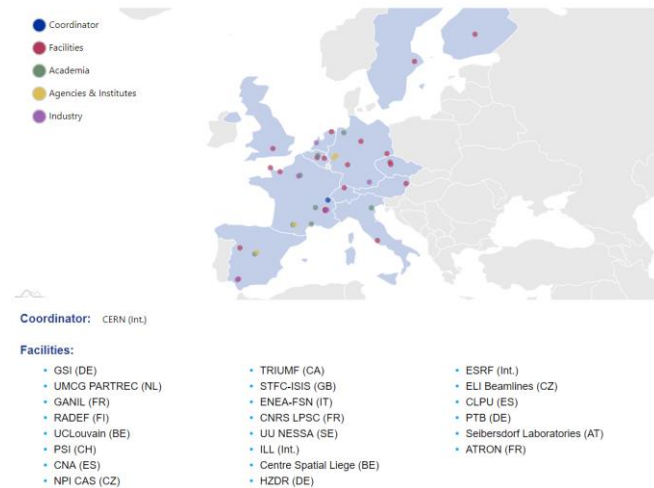 Coordinator
Facilities
Academia
Agencies & Institutes
Industry
Coordinator: CERN (Int.)
Facilities:
• GSI (DE)
• UMCG PARTREC (NL)
• GANIL (FR)
• RADEF (FI)
• UCLouvain (BE)
• PSI (CH)
• CNA (ES)
• NPI CAS (CZ)
• TRIUMF (CA)
• STFC-ISIS (GB)
• ENEA-FSN (IT)
• CNRS LPSC (FR)
• UU NESSA (SE)
• ILL (Int.)
• Centre Spatial Liege (BE)
• HZDR (DE)
• ESRF (Int.)
• ELI Beamlines (CZ)
• CLPU (ES)
• PTB (DE)
• Seibersdorf Laboratories (AT)
• ATRON (FR)